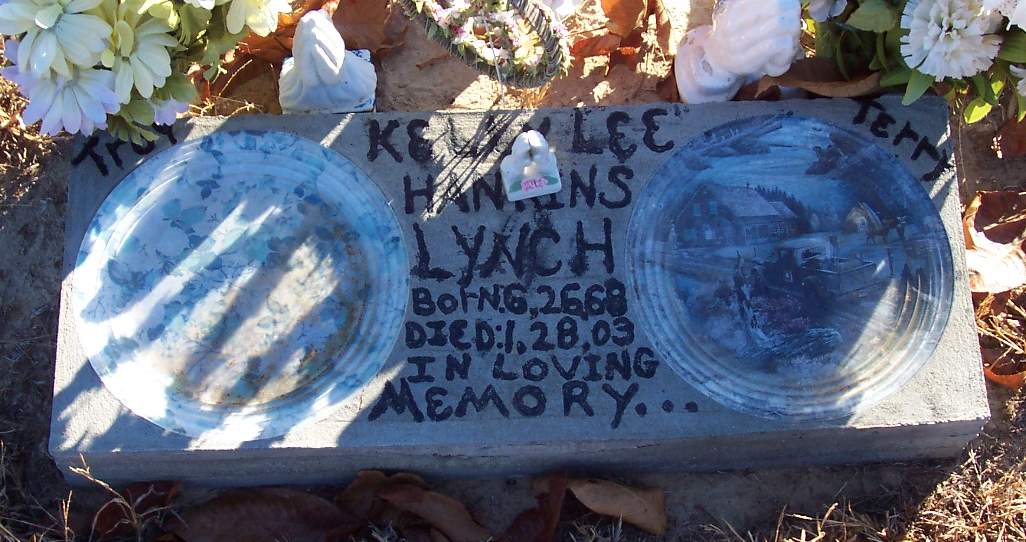 Troy
KELLY LEE
Terry
HANKINS
LYNCH
BORN:6,26,68
DIED:1,28,03
IN LOVING
MEMORY...